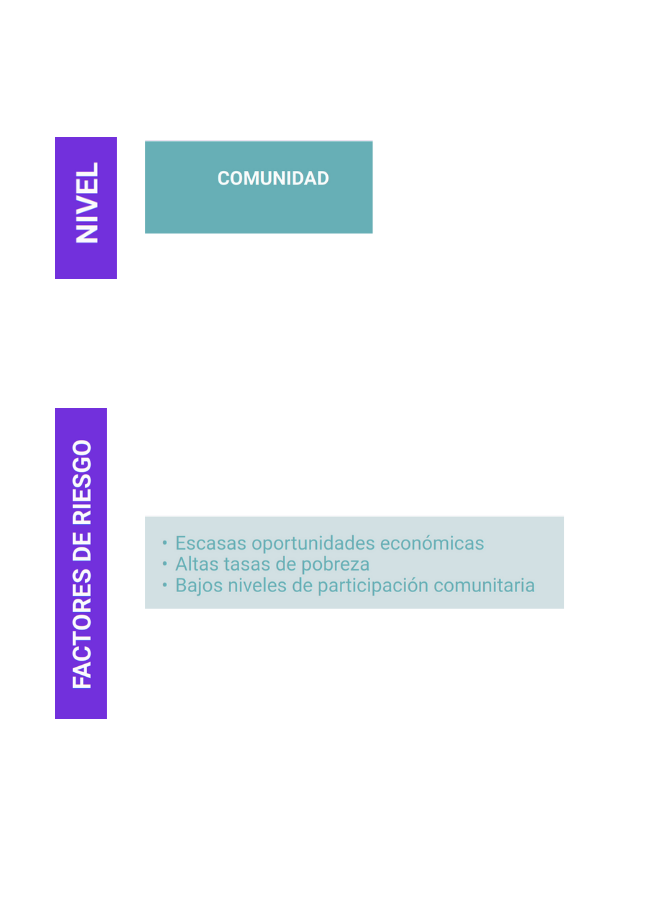 NIVEL
COMUNIDAD
FACTORES DE RIESGO
• Escasas oportunidades económicas
• Altas tasas de pobreza
• Bajos niveles de participación comunitaria